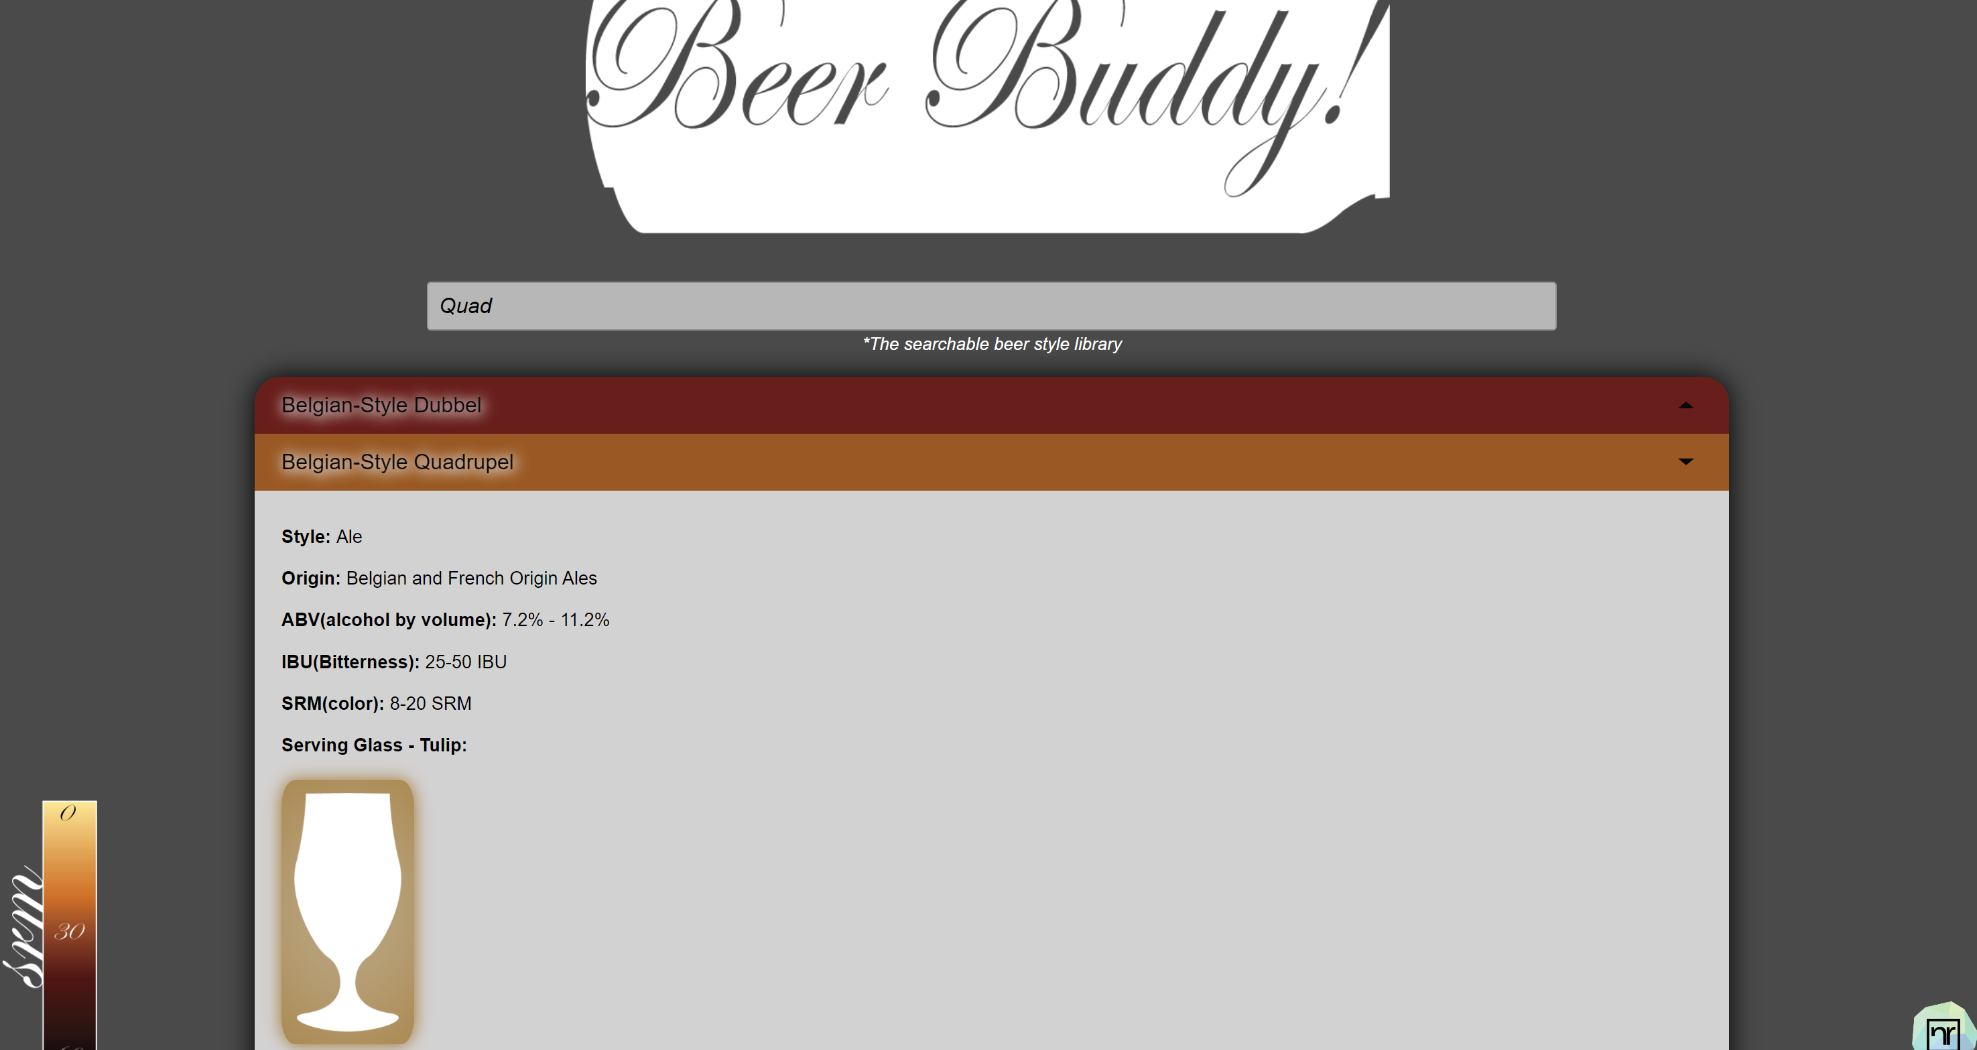 Beer Buddy!
Quad
*The searchable beer style library
Belgian-Style Dubbel
Belgian-Style Quadrupel
Style: Ale
Origin: Belgian and French Origin Ales
ABV(alcohol by volume): 7.2% - 11.2%
IBU(Bitterness): 25-50 IBU
SRM(color): 8-20 SRM
Serving Glass - Tulip:
0
srm
30
nr